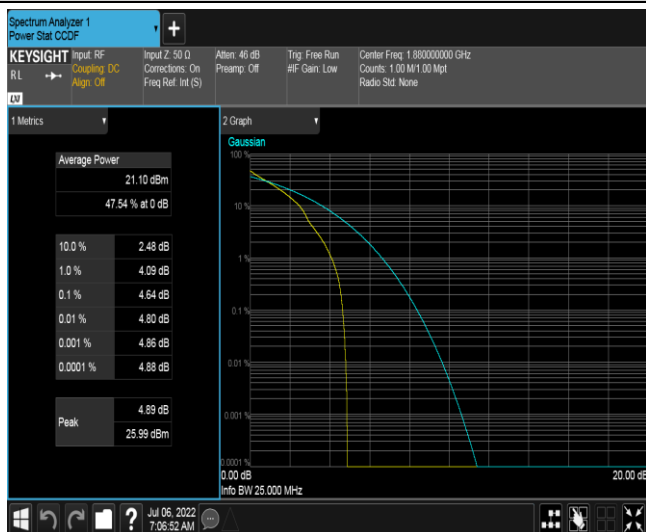 Spectrum Analyzer 1
Power Stat CCDF
+
KEYSIGHT
RL
LXI
Input: RF
Coupling: DC
Align: Off
Input Z: 50 Ω
Corrections: On
Freq Ref: Int (S)
Atten: 46 dB
Preamp: Off
Trig: Free Run
#IF Gain: Low
Center Freq: 1.880000000 GHz
Counts: 1.00 M/1.00 Mpt
Radio Std: None
1 Metrics
Average Power
21.10 dBm
47.54 % at 0 dB
10.0 % 2.48 dB
1.0 % 4.09 dB
0.1 % 4.64 dB
0.01 % 4.80 dB
0.001 % 4.86 dB
0.0001 % 4.88 dB
Peak 4.89 dB
25.99 dBm
2 Graph
Gaussian
100 %
10 %
1 %
0.1 %
0.01 %
0.001 %
0.0001 %
0.00 dB 20.00 dB
Info BW 25.000 MHz
?
Jul 06, 2022
7:06:52 AM